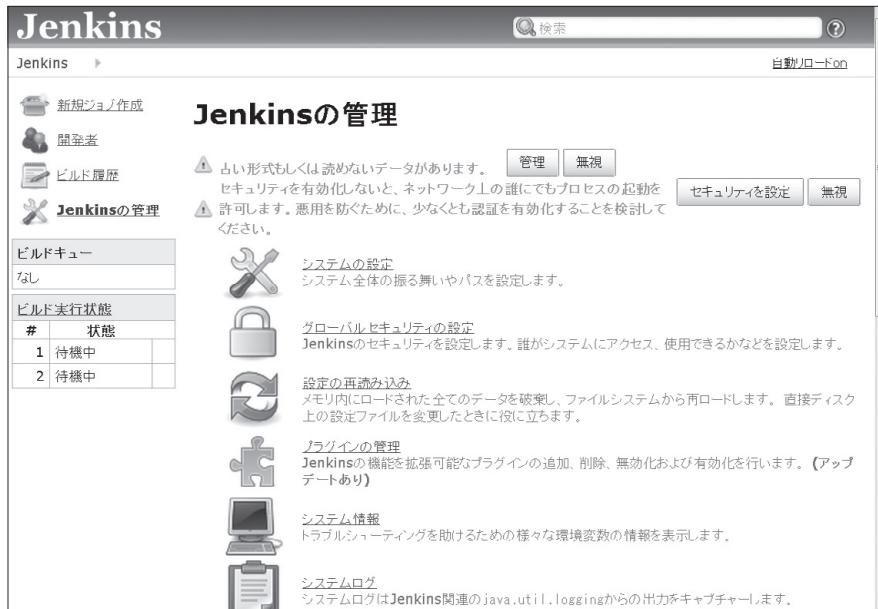 Jenkins
検索
Jenkins
自動リロードon
新規ジョブ作成
開発者
ビルド履歴
Jenkinsの管理
ビルドキュー
なし
ビルド実行状態
# 状態
1 待機中
2 待機中
Jenkinsの管理
古い形式もしくは読めないデータがあります。 管理 無視
セキュリティを有効化しないと、ネットワーク上の誰にでもプロセスの起動を
許可します。悪用を防ぐために、少なくとも認証を有効化することを検討して
ください。
セキュリティを設定 無視
システムの設定
システム全体の振る舞いやパスを設定します。
グローバルセキュリティの設定
Jenkinsのセキュリティを設定します。誰がシステムにアクセス、使用できるかなどを設定します。
設定の再読み込み
メモリ内にロードされた全てのデータを破棄し、ファイルシステムから再ロードします。 直接ディスク
上の設定ファイルを変更したときに役に立ちます。
プラグインの管理
Jenkinsの機能を拡張可能なプラグインの追加、削除、無効化および有効化を行います。 (アップ
デートあり)
システム情報
トラブルシューティングを助けるための様々な環境変数の情報を表示します。
システムログ
システムログはJenkins関連のjava.util.loggingからの出力をキャプチャーします。